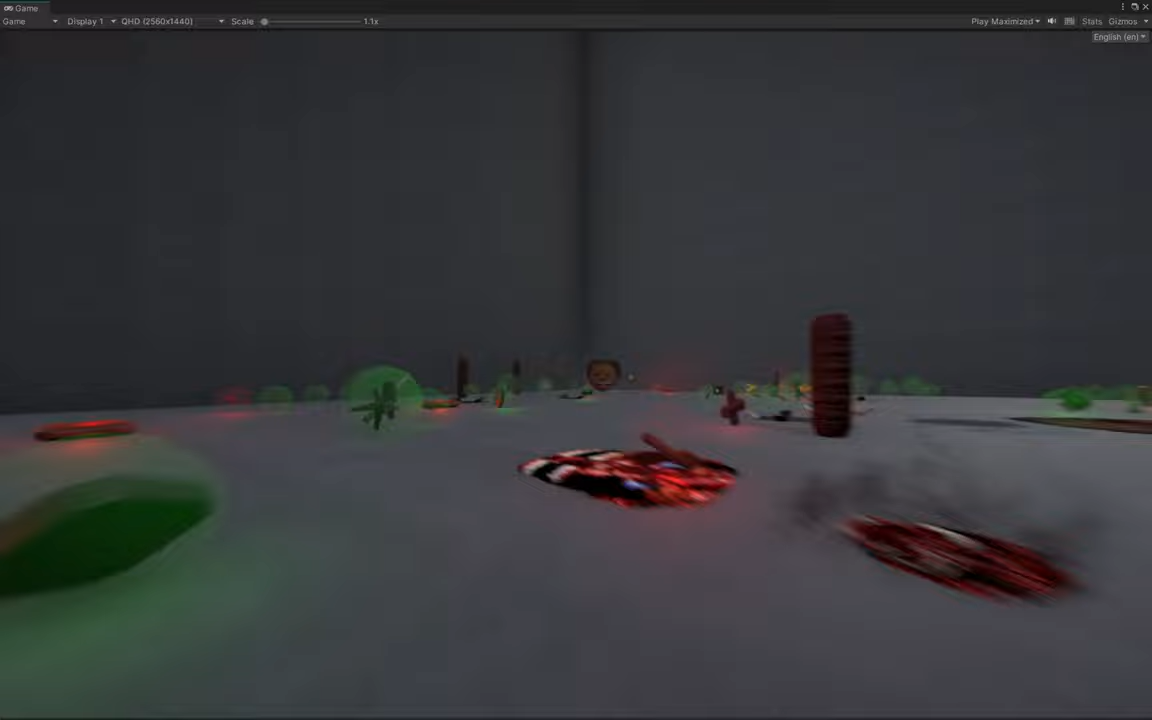 Game
Game Display 1 QHD (2560x1440) Scale 1.1x Play Maximized Stats Gizmos
English (en)